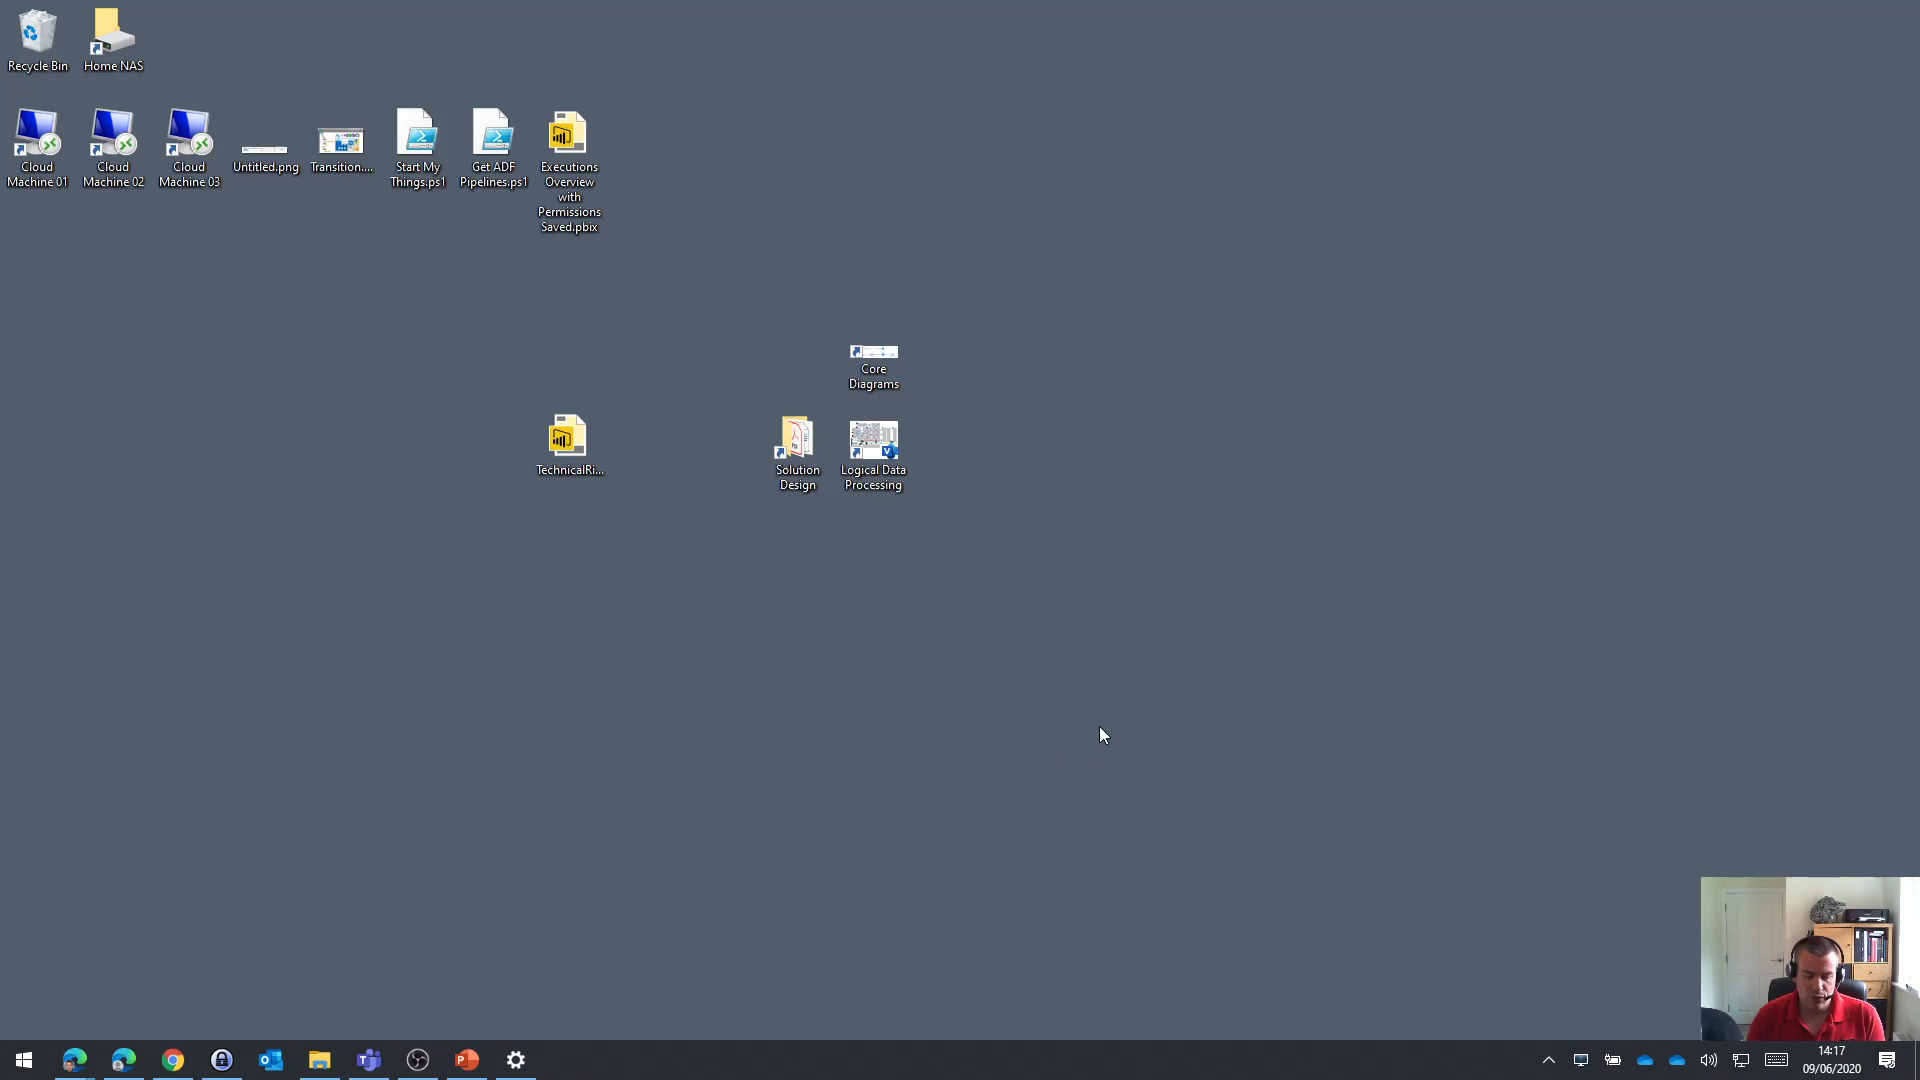 Recycle Bin
Home NAS
Cloud
Machine 01
Cloud
Machine 02
Cloud
Machine 03
Untitled.png
Transition....
Start My
Things.ps1
Get ADF
Pipelines.ps1
Executions
Overview
with
Permissions
Saved.pbix
Core
Diagrams
TechnicalRi...
Solution
Design
Logical Data
Processing
14:17
09/06/2020